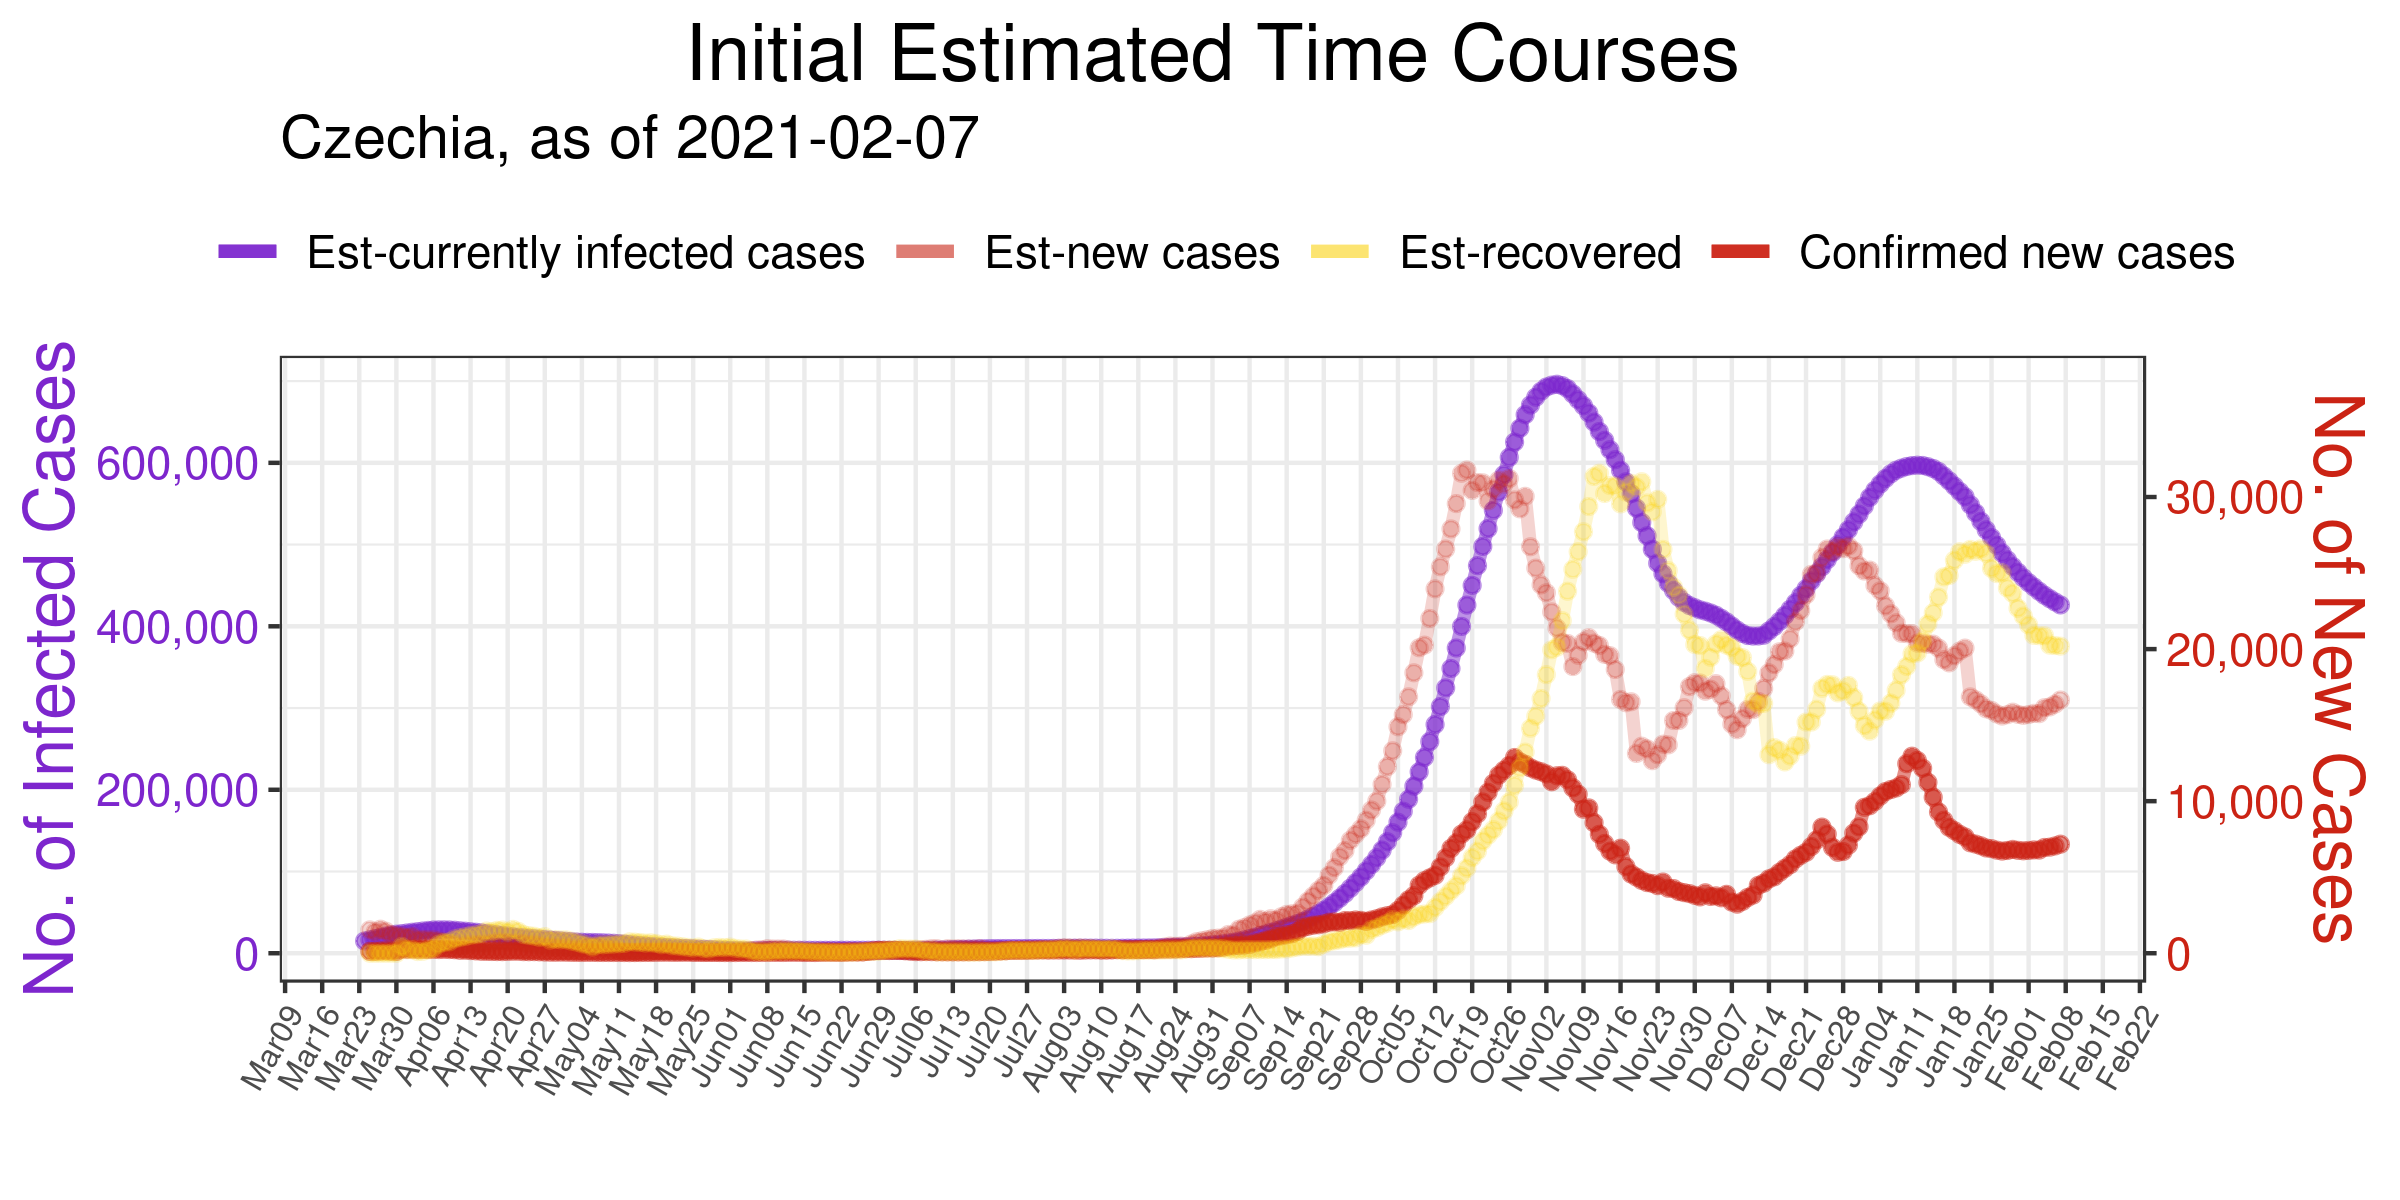 Initial Estimated Time Courses
Czechia, as of 2021-02-07
Est-currently infected cases Est-new cases Est-recovered Confirmed new cases
No. of Infected Cases
600,000
400,000
200,000
0
30,000
20,000
10,000
0
No. of New Cases
Mar09 Mar16 Mar23 Mar30 Apr06 Apr13 Apr20 Apr27 May04 May11 May18 May25 Jun01 Jun08 Jun15 Jun22 Jun29 Jul06 Jul13 Jul20 Jul27 Aug03 Aug10 Aug17 Aug24 Aug31 Sep07 Sep14 Sep21 Sep28 Oct05 Oct12 Oct19 Oct26 Nov02 Nov09 Nov16 Nov23 Nov30 Dec07 Dec14 Dec21 Dec28 Jan04 Jan11 Jan18 Jan25 Feb01 Feb08 Feb15 Feb22